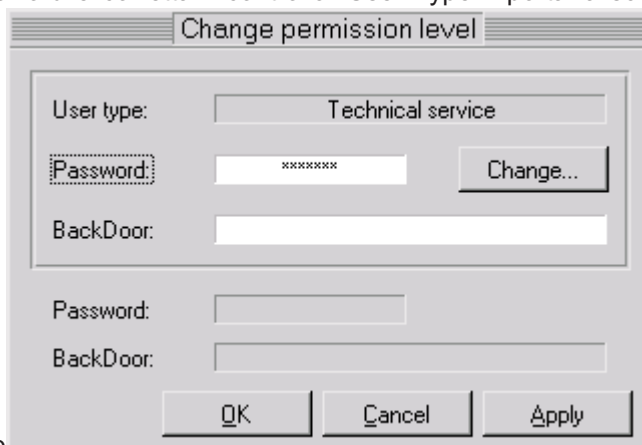 Change permission level
User type: Technical service
Password: ******* Change...
BackDoor:
Password:
BackDoor:
OK Cancel Apply